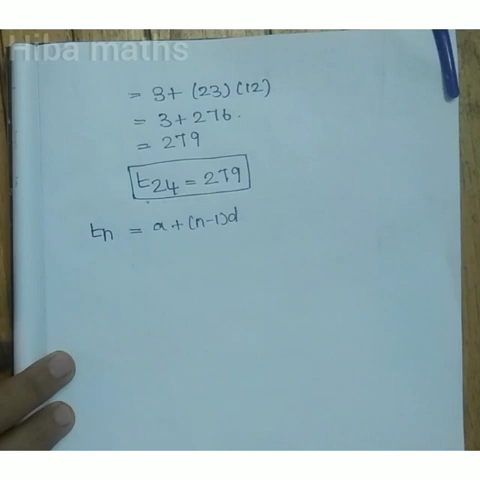 Hiba maths
= 3+ (23)(12)
= 3 + 276.
= 279
t24 = 279
tn = a + (n-1)d